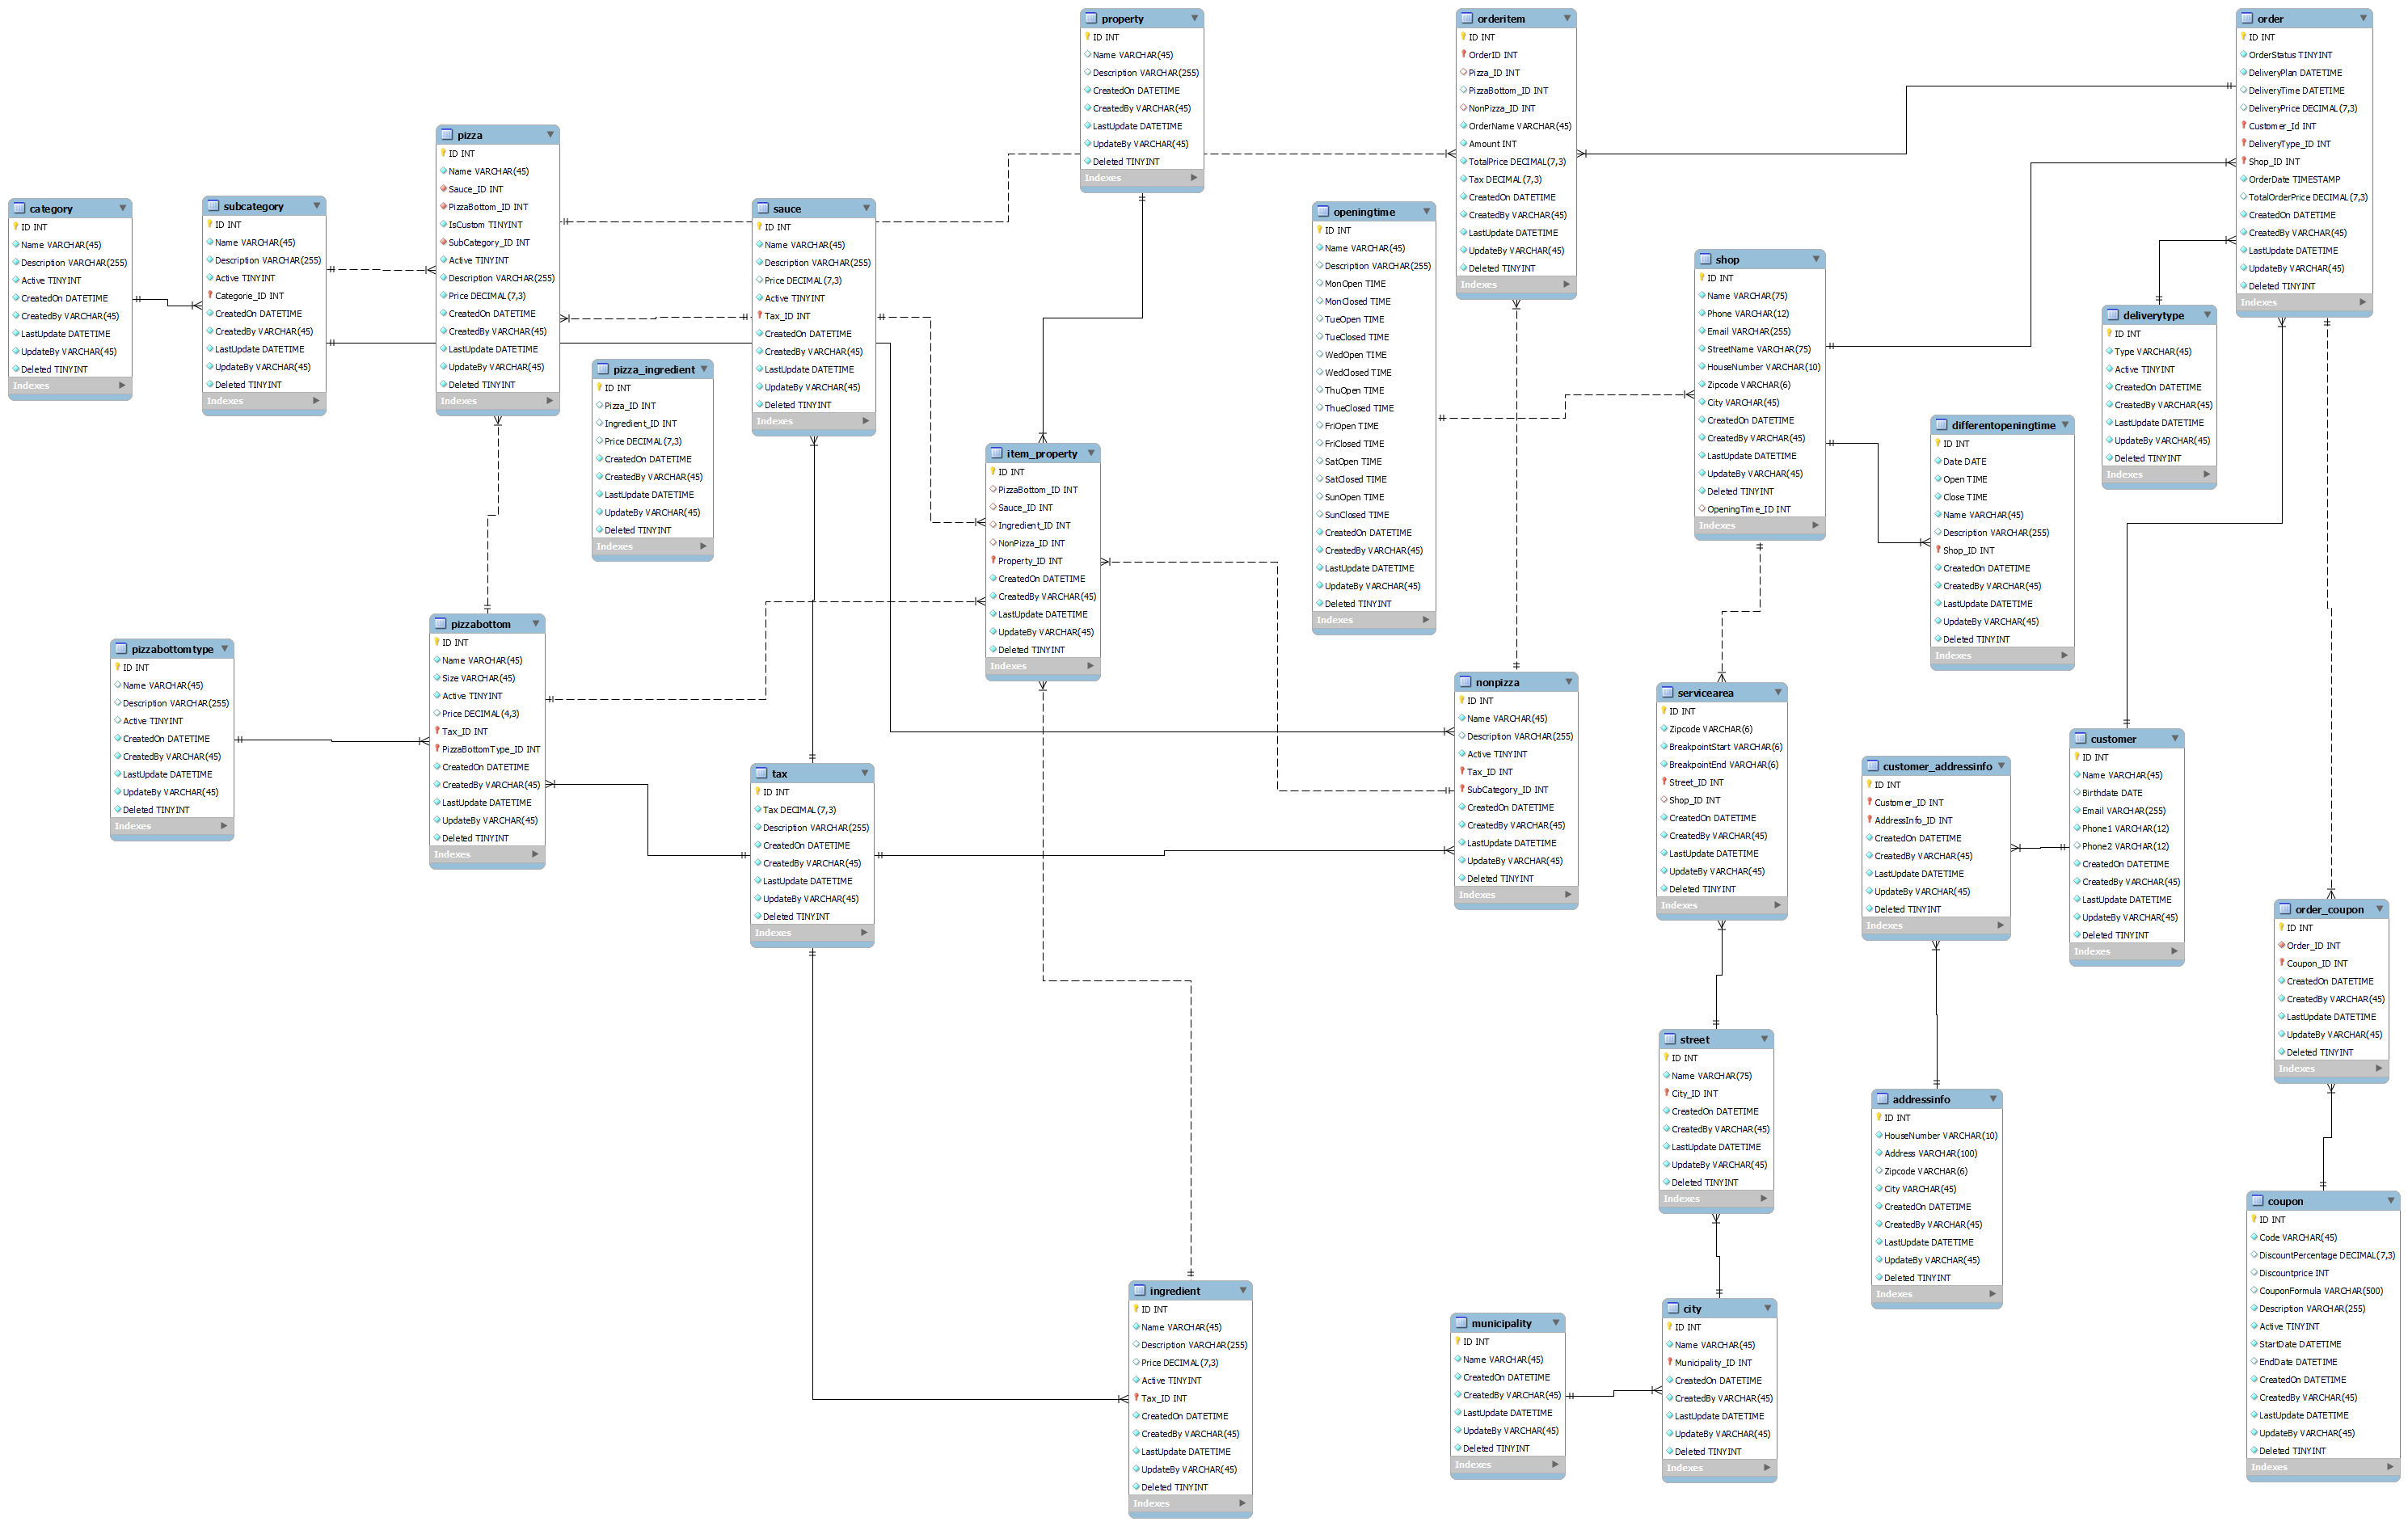 property
ID INT
Name VARCHAR(45)
Description VARCHAR(255)
CreatedOn DATETIME
CreatedBy VARCHAR(45)
LastUpdate DATETIME
UpdateBy VARCHAR(45)
Deleted TINYINT
Indexes
orderitem
ID INT
OrderID INT
Pizza_ID INT
PizzaBottom_ID INT
NonPizza_ID INT
OrderName VARCHAR(45)
Amount INT
TotalPrice DECIMAL(7,3)
Tax DECIMAL(7,3)
CreatedOn DATETIME
CreatedBy VARCHAR(45)
LastUpdate DATETIME
UpdateBy VARCHAR(45)
Deleted TINYINT
Indexes
order
ID INT
OrderStatus TINYINT
DeliveryPlan DATETIME
DeliveryTime DATETIME
DeliveryPrice DECIMAL(7,3)
Customer_Id INT
DeliveryType_ID INT
Shop_ID INT
OrderDate TIMESTAMP
TotalOrderPrice DECIMAL(7,3)
CreatedOn DATETIME
CreatedBy VARCHAR(45)
LastUpdate DATETIME
UpdateBy VARCHAR(45)
Deleted TINYINT
Indexes
pizza
ID INT
Name VARCHAR(45)
Sauce_ID INT
PizzaBottom_ID INT
IsCustom TINYINT
SubCategory_ID INT
Active TINYINT
Description VARCHAR(255)
Price DECIMAL(7,3)
CreatedOn DATETIME
CreatedBy VARCHAR(45)
LastUpdate DATETIME
UpdateBy VARCHAR(45)
Deleted TINYINT
Indexes
category
ID INT
Name VARCHAR(45)
Description VARCHAR(255)
Active TINYINT
CreatedOn DATETIME
CreatedBy VARCHAR(45)
LastUpdate DATETIME
UpdateBy VARCHAR(45)
Deleted TINYINT
Indexes
subcategory
ID INT
Name VARCHAR(45)
Description VARCHAR(255)
Active TINYINT
Categorie_ID INT
CreatedOn DATETIME
CreatedBy VARCHAR(45)
LastUpdate DATETIME
UpdateBy VARCHAR(45)
Deleted TINYINT
Indexes
sauce
ID INT
Name VARCHAR(45)
Description VARCHAR(255)
Price DECIMAL(7,3)
Active TINYINT
Tax_ID INT
CreatedOn DATETIME
CreatedBy VARCHAR(45)
LastUpdate DATETIME
UpdateBy VARCHAR(45)
Deleted TINYINT
Indexes
openingtime
ID INT
Name VARCHAR(45)
Description VARCHAR(255)
MonOpen TIME
MonClosed TIME
TueOpen TIME
TueClosed TIME
WedOpen TIME
WedClosed TIME
ThuOpen TIME
ThueClosed TIME
FriOpen TIME
FriClosed TIME
SatOpen TIME
SatClosed TIME
SunOpen TIME
SunClosed TIME
CreatedOn DATETIME
CreatedBy VARCHAR(45)
LastUpdate DATETIME
UpdateBy VARCHAR(45)
Deleted TINYINT
Indexes
shop
ID INT
Name VARCHAR(75)
Phone VARCHAR(12)
Email VARCHAR(255)
StreetName VARCHAR(75)
HouseNumber VARCHAR(10)
Zipcode VARCHAR(6)
City VARCHAR(45)
CreatedOn DATETIME
CreatedBy VARCHAR(45)
LastUpdate DATETIME
UpdateBy VARCHAR(45)
Deleted TINYINT
OpeningTime_ID INT
Indexes
deliverytype
ID INT
Type VARCHAR(45)
Active TINYINT
CreatedOn DATETIME
CreatedBy VARCHAR(45)
LastUpdate DATETIME
UpdateBy VARCHAR(45)
Deleted TINYINT
Indexes
pizza_ingredient
ID INT
Pizza_ID INT
Ingredient_ID INT
Price DECIMAL(7,3)
CreatedOn DATETIME
CreatedBy VARCHAR(45)
LastUpdate DATETIME
UpdateBy VARCHAR(45)
Deleted TINYINT
Indexes
differentopeningtime
ID INT
Date DATE
Open TIME
Close TIME
Name VARCHAR(45)
Description VARCHAR(255)
Shop_ID INT
CreatedOn DATETIME
CreatedBy VARCHAR(45)
LastUpdate DATETIME
UpdateBy VARCHAR(45)
Deleted TINYINT
Indexes
item_property
ID INT
PizzaBottom_ID INT
Sauce_ID INT
Ingredient_ID INT
NonPizza_ID INT
Property_ID INT
CreatedOn DATETIME
CreatedBy VARCHAR(45)
LastUpdate DATETIME
UpdateBy VARCHAR(45)
Deleted TINYINT
Indexes
pizzabottomtype
ID INT
Name VARCHAR(45)
Description VARCHAR(255)
Active TINYINT
CreatedOn DATETIME
CreatedBy VARCHAR(45)
LastUpdate DATETIME
UpdateBy VARCHAR(45)
Deleted TINYINT
Indexes
pizzabottom
ID INT
Name VARCHAR(45)
Size VARCHAR(45)
Active TINYINT
Price DECIMAL(4,3)
Tax_ID INT
PizzaBottomType_ID INT
CreatedOn DATETIME
CreatedBy VARCHAR(45)
LastUpdate DATETIME
UpdateBy VARCHAR(45)
Deleted TINYINT
Indexes
nonpizza
ID INT
Name VARCHAR(45)
Description VARCHAR(255)
Active TINYINT
Tax_ID INT
SubCategory_ID INT
CreatedOn DATETIME
CreatedBy VARCHAR(45)
LastUpdate DATETIME
UpdateBy VARCHAR(45)
Deleted TINYINT
Indexes
servicearea
ID INT
Zipcode VARCHAR(6)
BreakpointStart VARCHAR(6)
BreakpointEnd VARCHAR(6)
Street_ID INT
Shop_ID INT
CreatedOn DATETIME
CreatedBy VARCHAR(45)
LastUpdate DATETIME
UpdateBy VARCHAR(45)
Deleted TINYINT
Indexes
customer
ID INT
Name VARCHAR(45)
Birthdate DATE
Email VARCHAR(255)
Phone1 VARCHAR(12)
Phone2 VARCHAR(12)
CreatedOn DATETIME
CreatedBy VARCHAR(45)
LastUpdate DATETIME
UpdateBy VARCHAR(45)
Deleted TINYINT
Indexes
customer_addressinfo
ID INT
Customer_ID INT
AddressInfo_ID INT
CreatedOn DATETIME
CreatedBy VARCHAR(45)
LastUpdate DATETIME
UpdateBy VARCHAR(45)
Deleted TINYINT
Indexes
tax
ID INT
Tax DECIMAL(7,3)
Description VARCHAR(255)
CreatedOn DATETIME
CreatedBy VARCHAR(45)
LastUpdate DATETIME
UpdateBy VARCHAR(45)
Deleted TINYINT
Indexes
order_coupon
ID INT
Order_ID INT
Coupon_ID INT
CreatedOn DATETIME
CreatedBy VARCHAR(45)
LastUpdate DATETIME
UpdateBy VARCHAR(45)
Deleted TINYINT
Indexes
street
ID INT
Name VARCHAR(75)
City_ID INT
CreatedOn DATETIME
CreatedBy VARCHAR(45)
LastUpdate DATETIME
UpdateBy VARCHAR(45)
Deleted TINYINT
Indexes
addressinfo
ID INT
HouseNumber VARCHAR(10)
Address VARCHAR(100)
Zipcode VARCHAR(6)
City VARCHAR(45)
CreatedOn DATETIME
CreatedBy VARCHAR(45)
LastUpdate DATETIME
UpdateBy VARCHAR(45)
Deleted TINYINT
Indexes
coupon
ID INT
Code VARCHAR(45)
DiscountPercentage DECIMAL(7,3)
Discountprice INT
CouponFormula VARCHAR(500)
Description VARCHAR(255)
Active TINYINT
StartDate DATETIME
EndDate DATETIME
CreatedOn DATETIME
CreatedBy VARCHAR(45)
LastUpdate DATETIME
UpdateBy VARCHAR(45)
Deleted TINYINT
Indexes
ingredient
ID INT
Name VARCHAR(45)
Description VARCHAR(255)
Price DECIMAL(7,3)
Active TINYINT
Tax_ID INT
CreatedOn DATETIME
CreatedBy VARCHAR(45)
LastUpdate DATETIME
UpdateBy VARCHAR(45)
Deleted TINYINT
Indexes
municipality
ID INT
Name VARCHAR(45)
CreatedOn DATETIME
CreatedBy VARCHAR(45)
LastUpdate DATETIME
UpdateBy VARCHAR(45)
Deleted TINYINT
Indexes
city
ID INT
Name VARCHAR(45)
Municipality_ID INT
CreatedOn DATETIME
CreatedBy VARCHAR(45)
LastUpdate DATETIME
UpdateBy VARCHAR(45)
Deleted TINYINT
Indexes